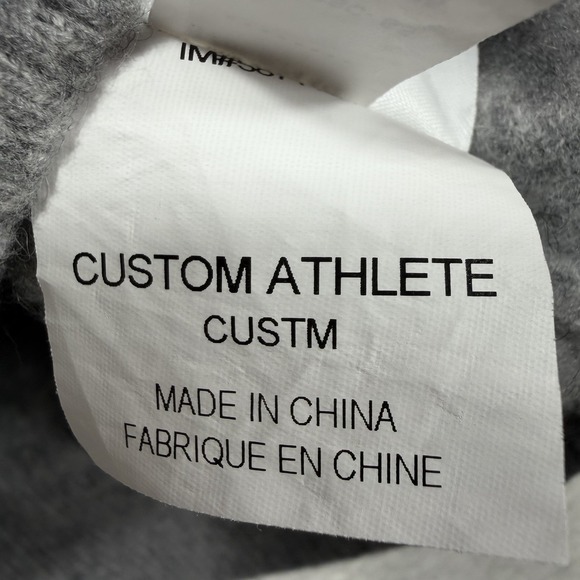 CUSTOM ATHLETE
CUSTM
MADE IN CHINA
FABRIQUE EN CHINE